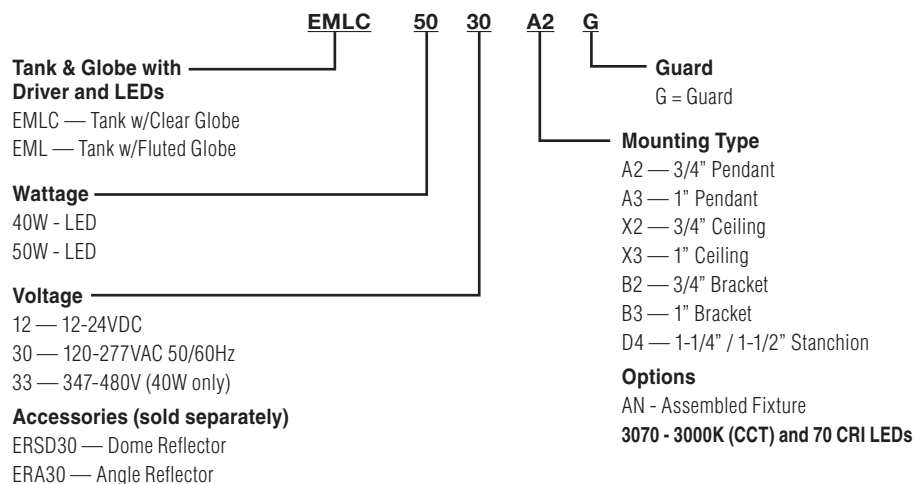 EMLC 50 30 A2 G
Tank & Globe with
Driver and LEDs
EMLC — Tank w/Clear Globe
EML — Tank w/Fluted Globe
Wattage
40W - LED
50W - LED
Voltage
12 — 12-24VDC
30 — 120-277VAC 50/60Hz
33 — 347-480V (40W only)
Accessories (sold separately)
ERSD30 — Dome Reflector
ERA30 — Angle Reflector
Guard
G = Guard
Mounting Type
A2 — 3/4” Pendant
A3 — 1” Pendant
X2 — 3/4” Ceiling
X3 — 1” Ceiling
B2 — 3/4” Bracket
B3 — 1” Bracket
D4 — 1-1/4” / 1-1/2” Stanchion
Options
AN - Assembled Fixture
3070 - 3000K (CCT) and 70 CRI LEDs